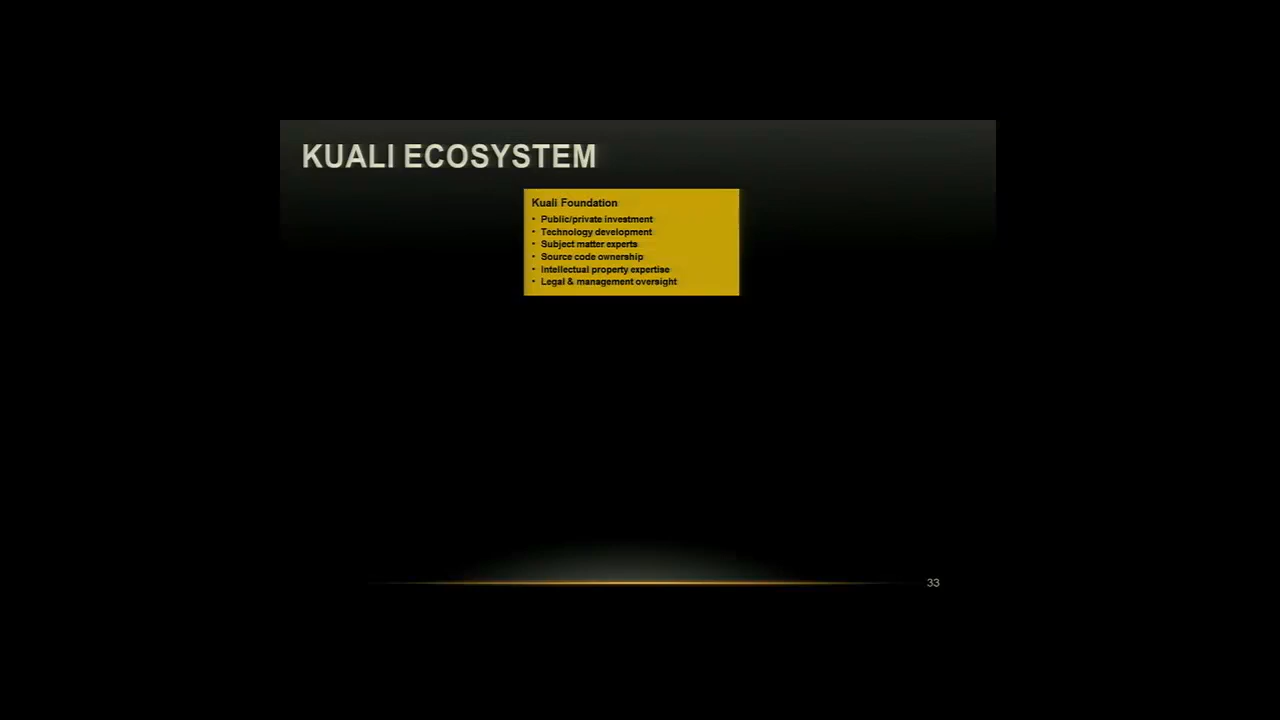 KUALI ECOSYSTEM
Kuali Foundation
• Public/private investment
• Technology development
• Subject matter experts
• Source code ownership
• Intellectual property expertise
• Legal & management oversight
33